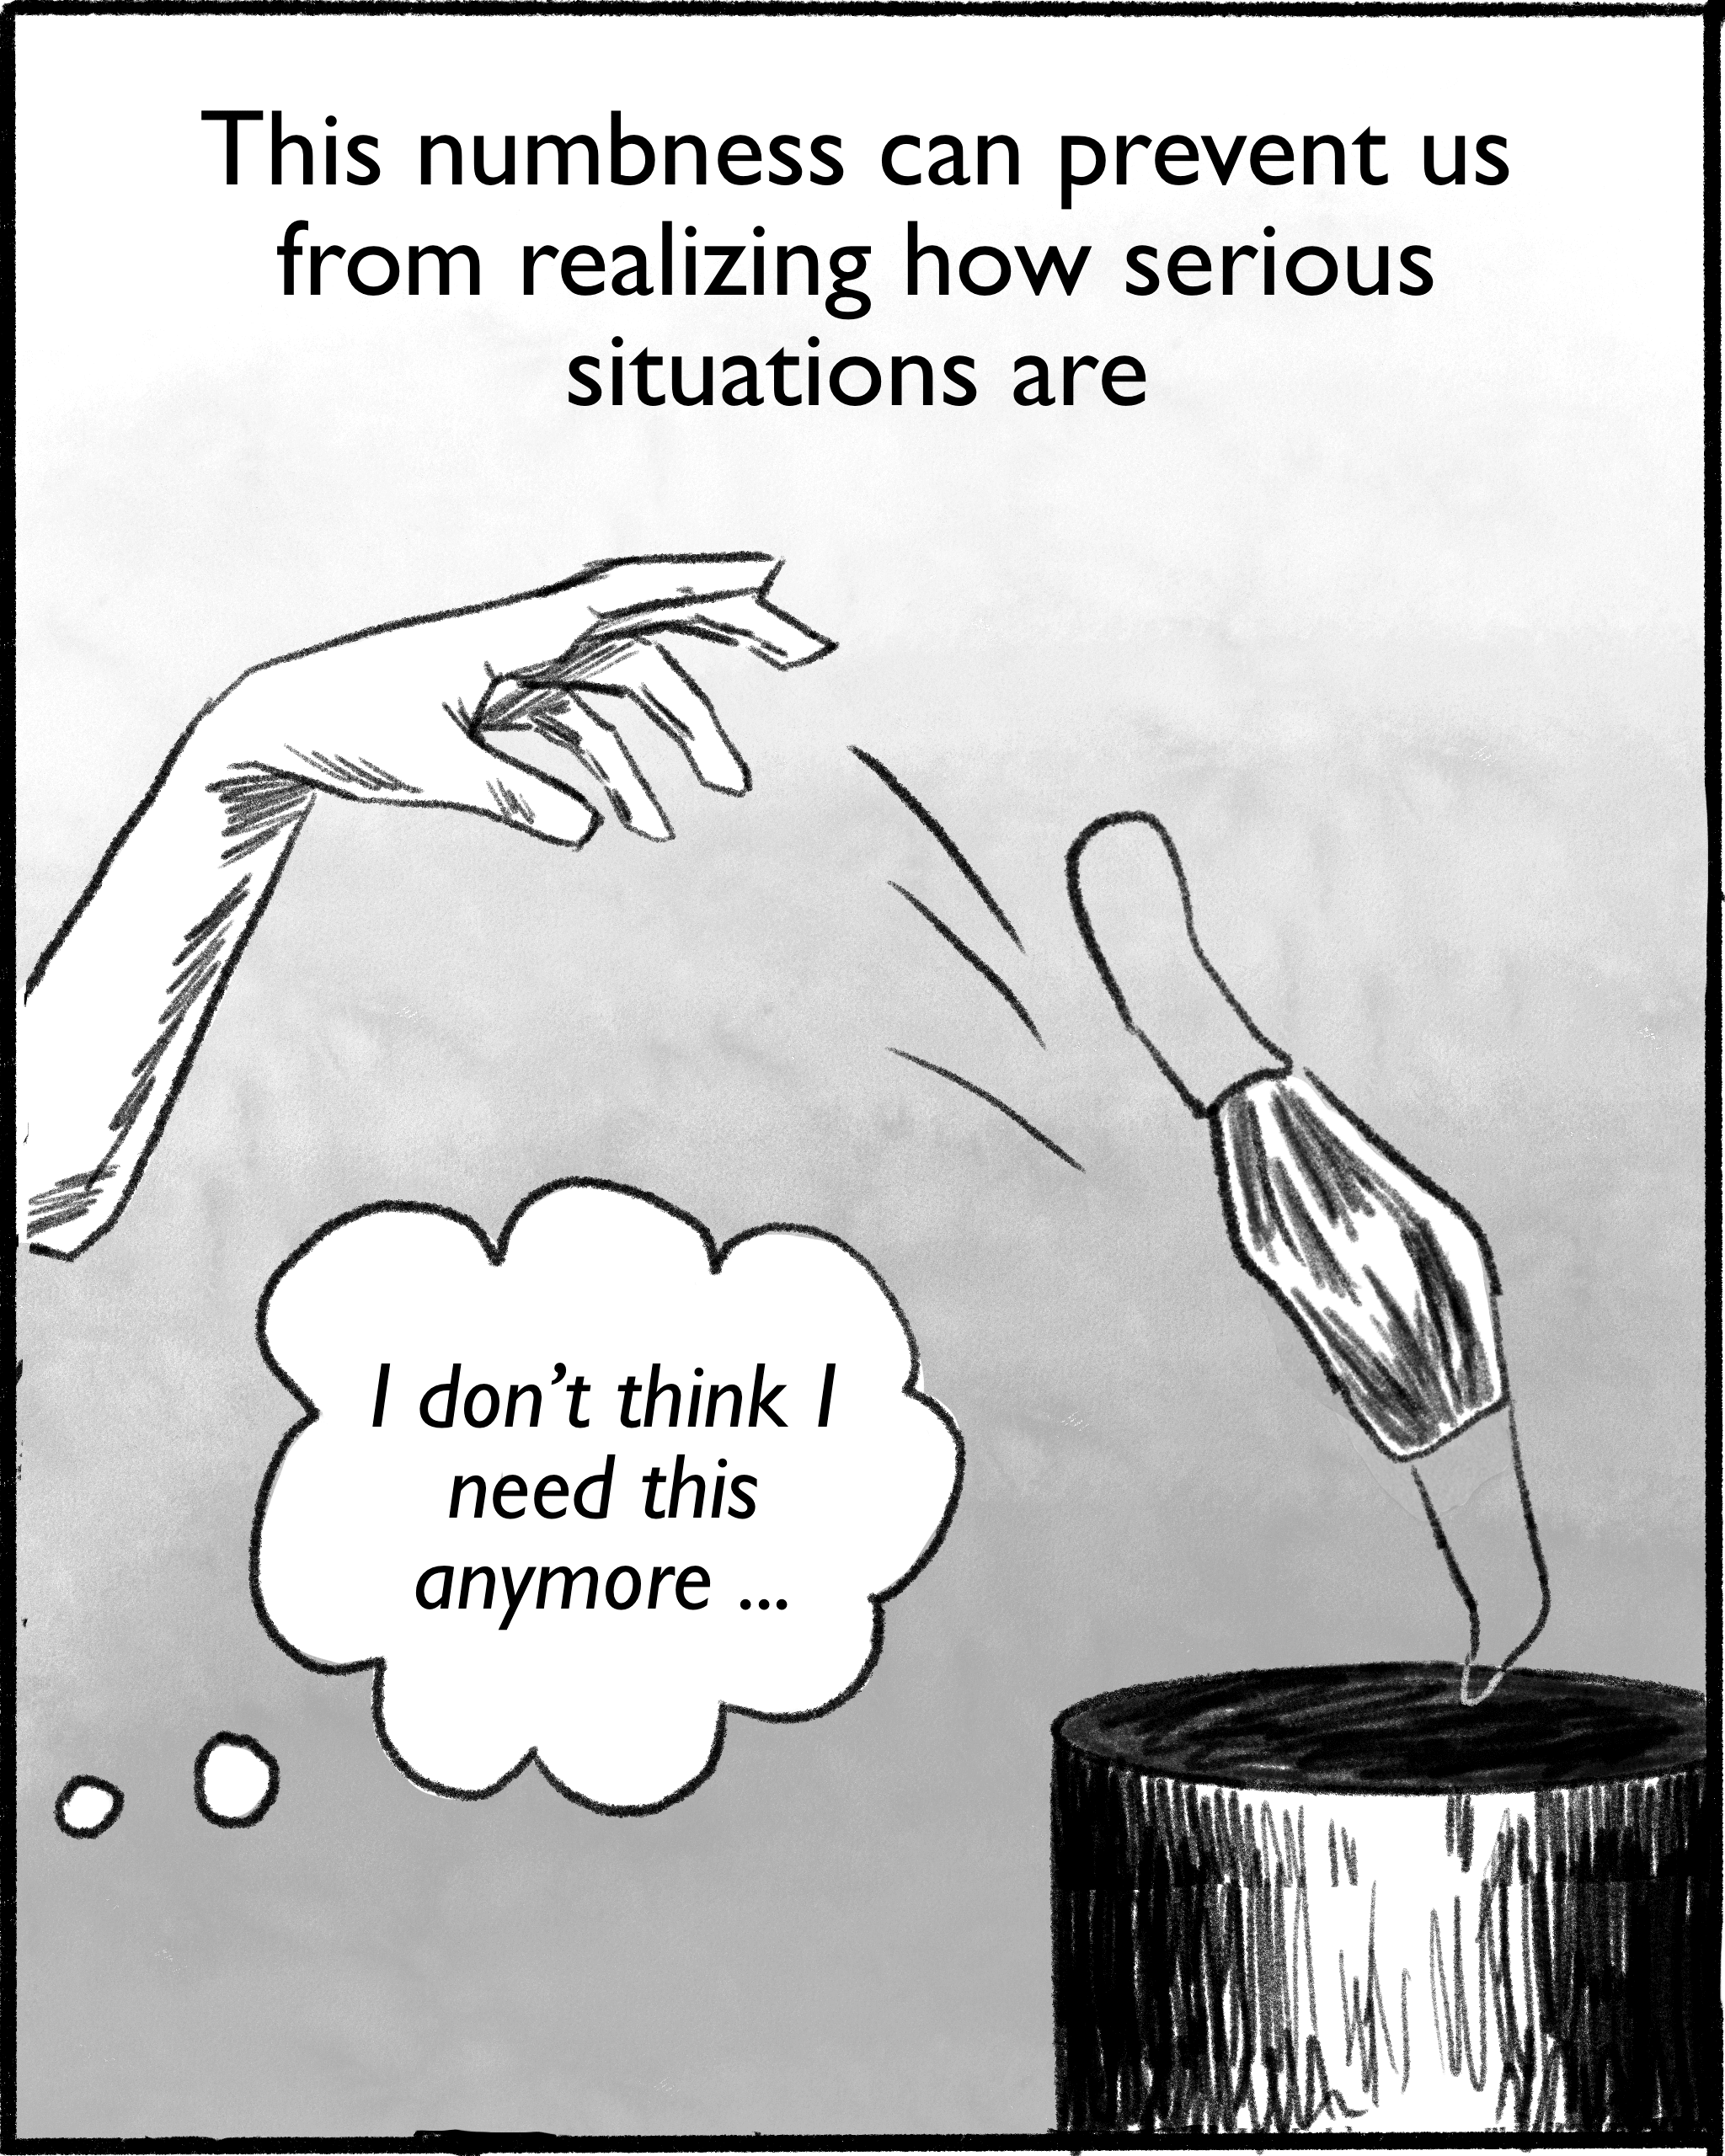 This numbness can prevent us
from realizing how serious
situations are
I don’t think I
need this
anymore ...